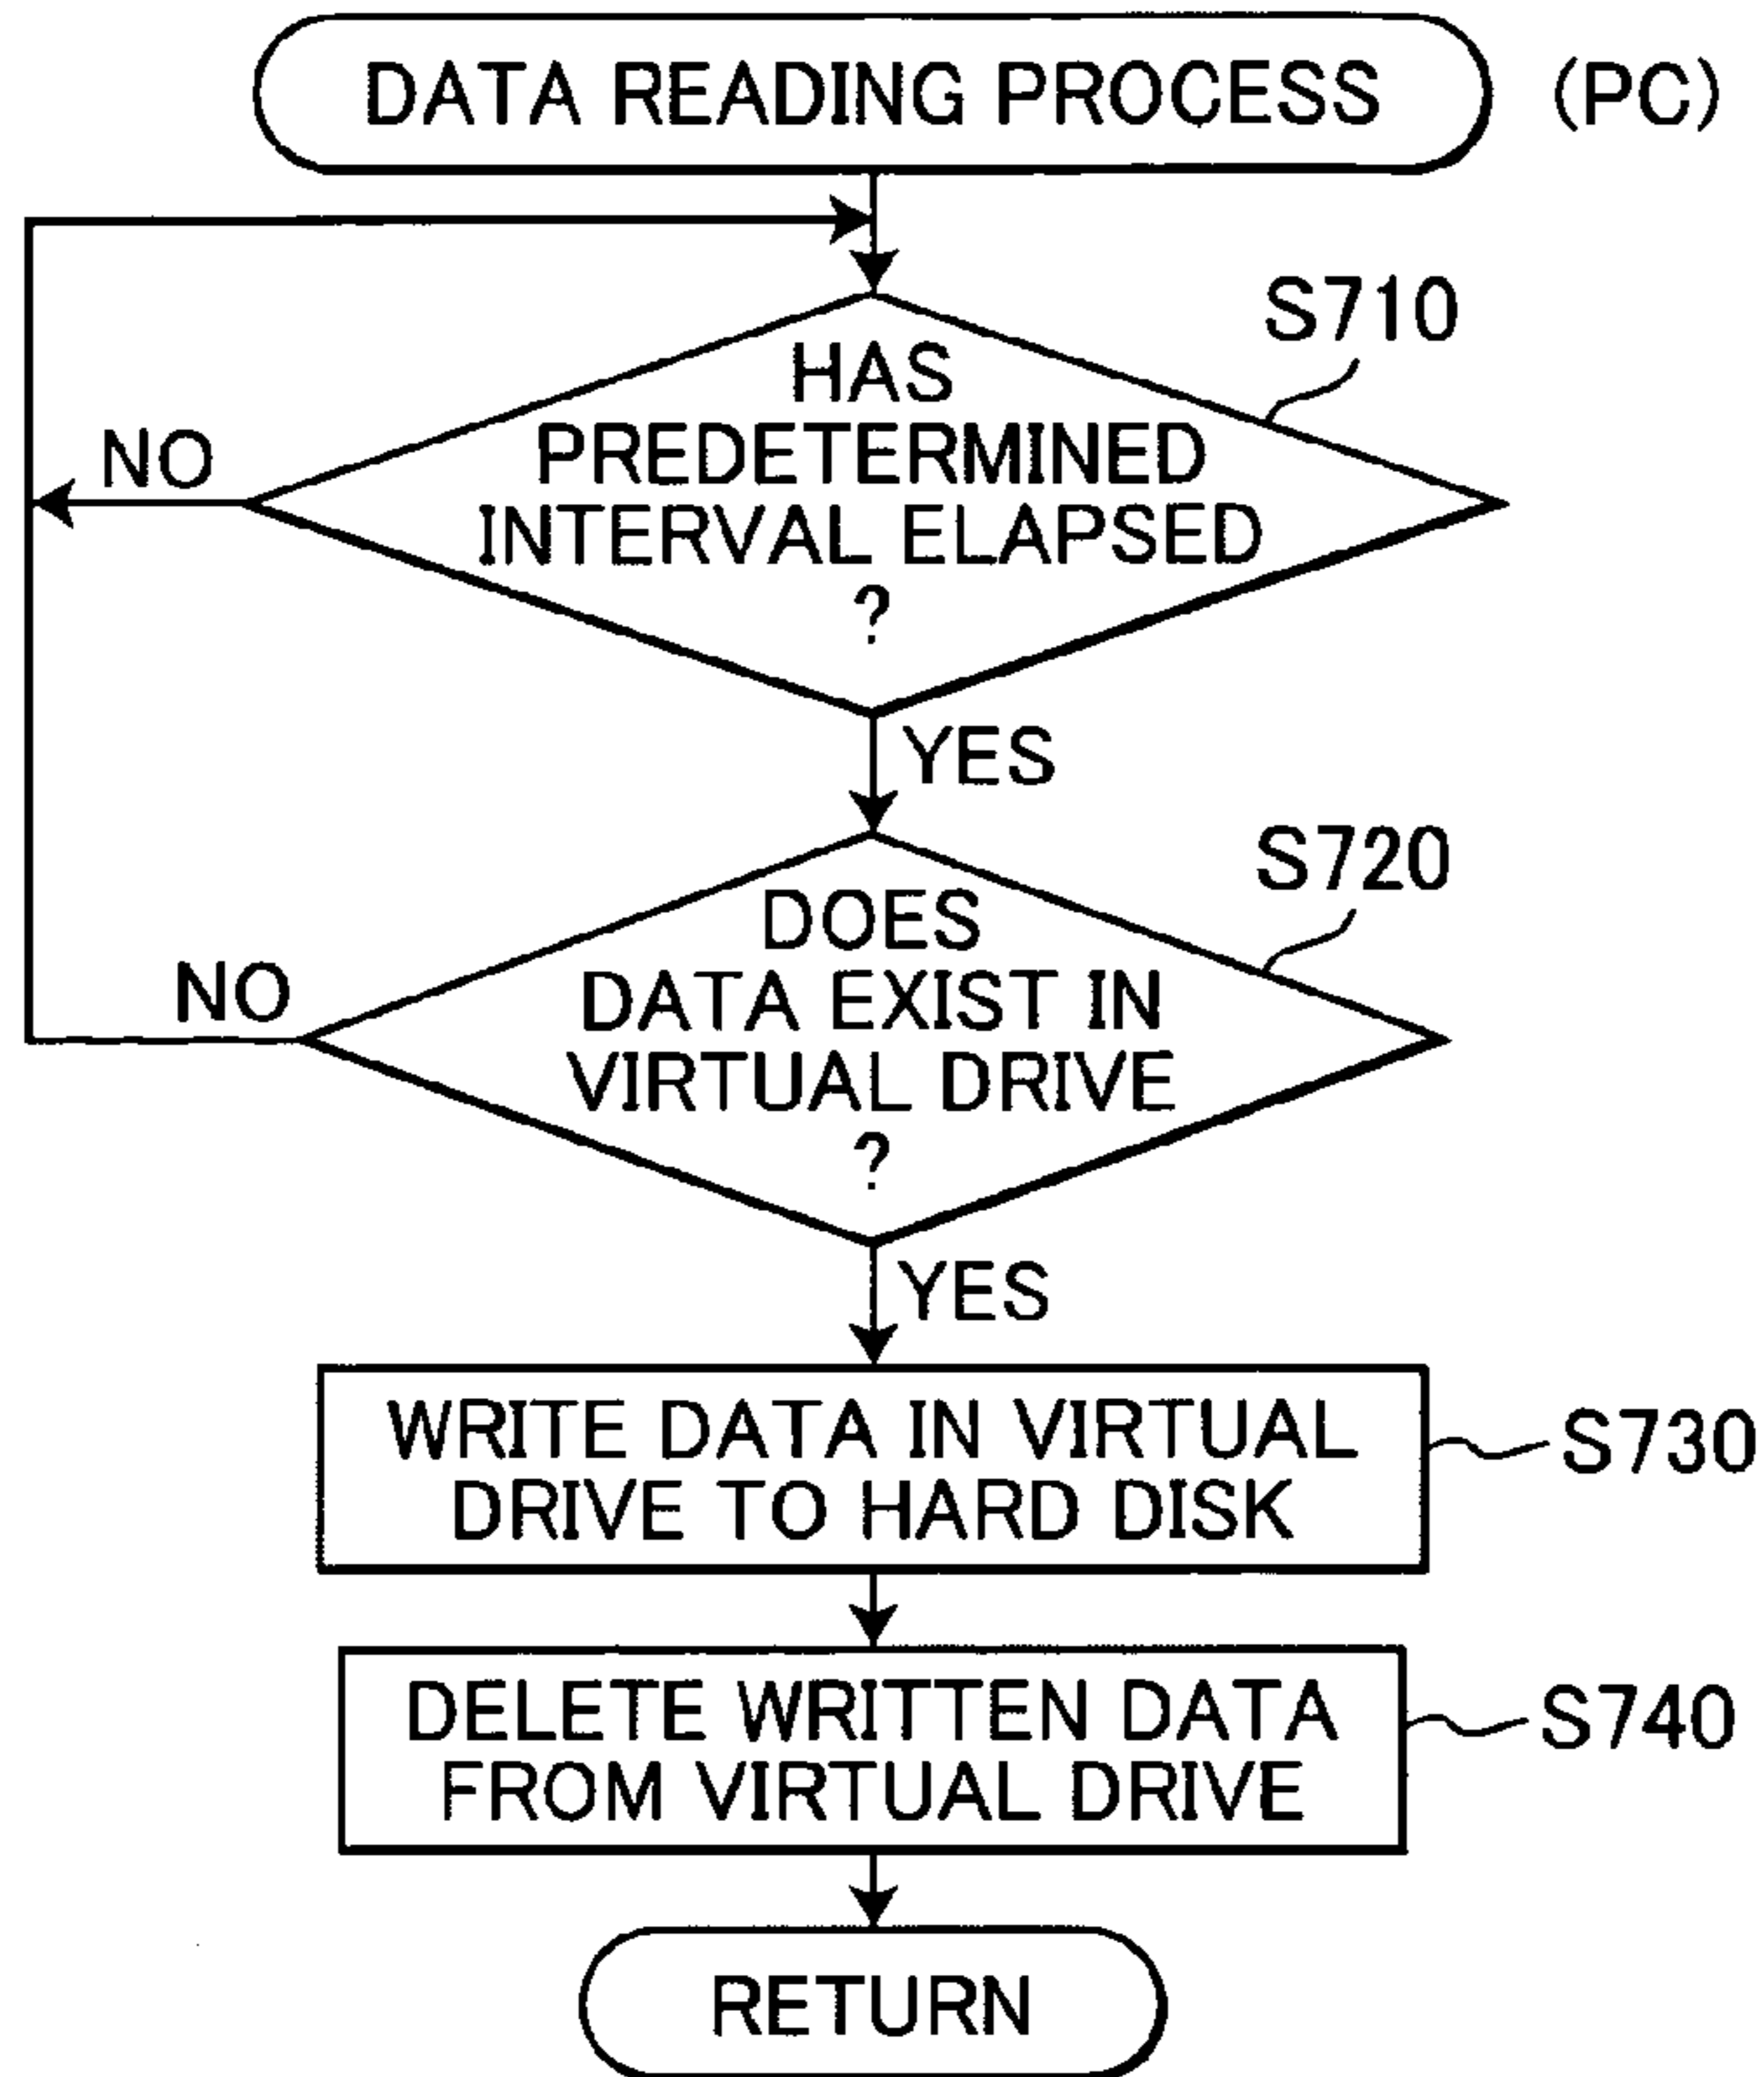 DATA READING PROCESS
(PC)
S710
HAS
PREDETERMINED
INTERVAL ELAPSED
?
NO
YES
S720
DOES
DATA EXIST IN
VIRTUAL DRIVE
?
NO
YES
WRITE DATA IN VIRTUAL
DRIVE TO HARD DISK
S730
DELETE WRITTEN DATA
FROM VIRTUAL DRIVE
S740
RETURN